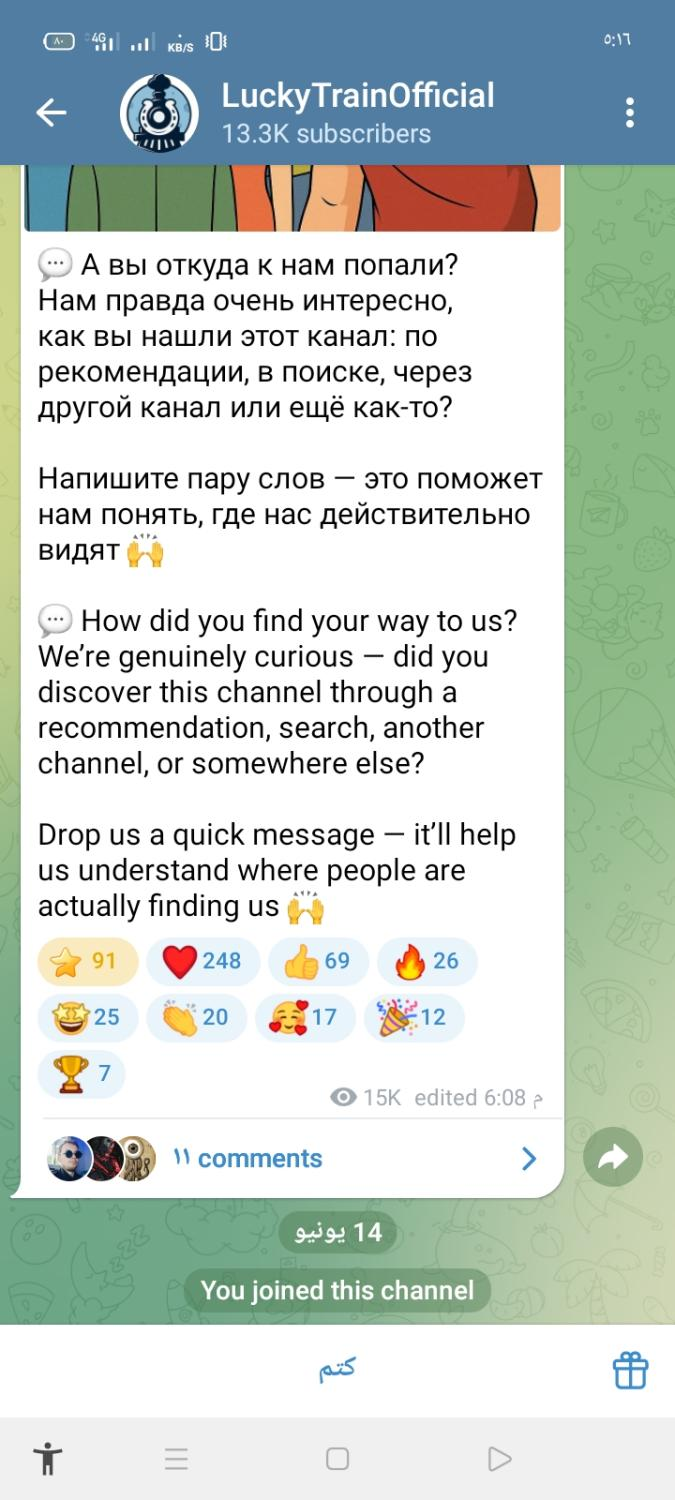 ٨٠
4G
KB/S
٥:١٦
LuckyTrainOfficial
13.3K subscribers
А вы откуда к нам попали?
Нам правда очень интересно,
как вы нашли этот канал: по
рекомендации, в поиске, через
другой канал или ещё как-то?
Напишите пару слов — это поможет
нам понять, где нас действительно
видят 🙌
How did you find your way to us?
We’re genuinely curious — did you
discover this channel through a
recommendation, search, another
channel, or somewhere else?
Drop us a quick message — it’ll help
us understand where people are
actually finding us 🙌
91 248 69 26
25 20 17 12
7
15K edited 6:08 م
١١ comments
14 يونيو
You joined this channel
كتم